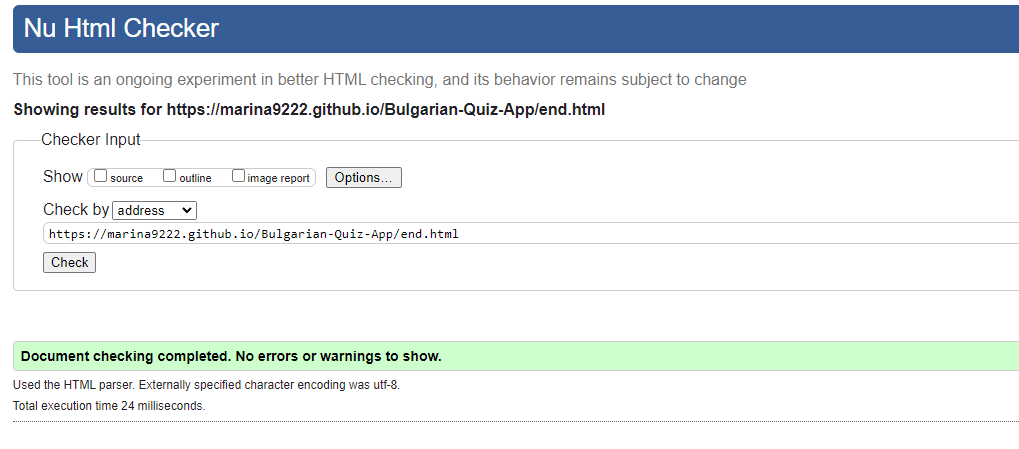 Nu Html Checker
This tool is an ongoing experiment in better HTML checking, and its behavior remains subject to change
Showing results for https://marina9222.github.io/Bulgarian-Quiz-App/end.html
Checker Input
Show source outline image report Options...
Check by address
https://marina9222.github.io/Bulgarian-Quiz-App/end.html
Check
Document checking completed. No errors or warnings to show.
Used the HTML parser. Externally specified character encoding was utf-8.
Total execution time 24 milliseconds.